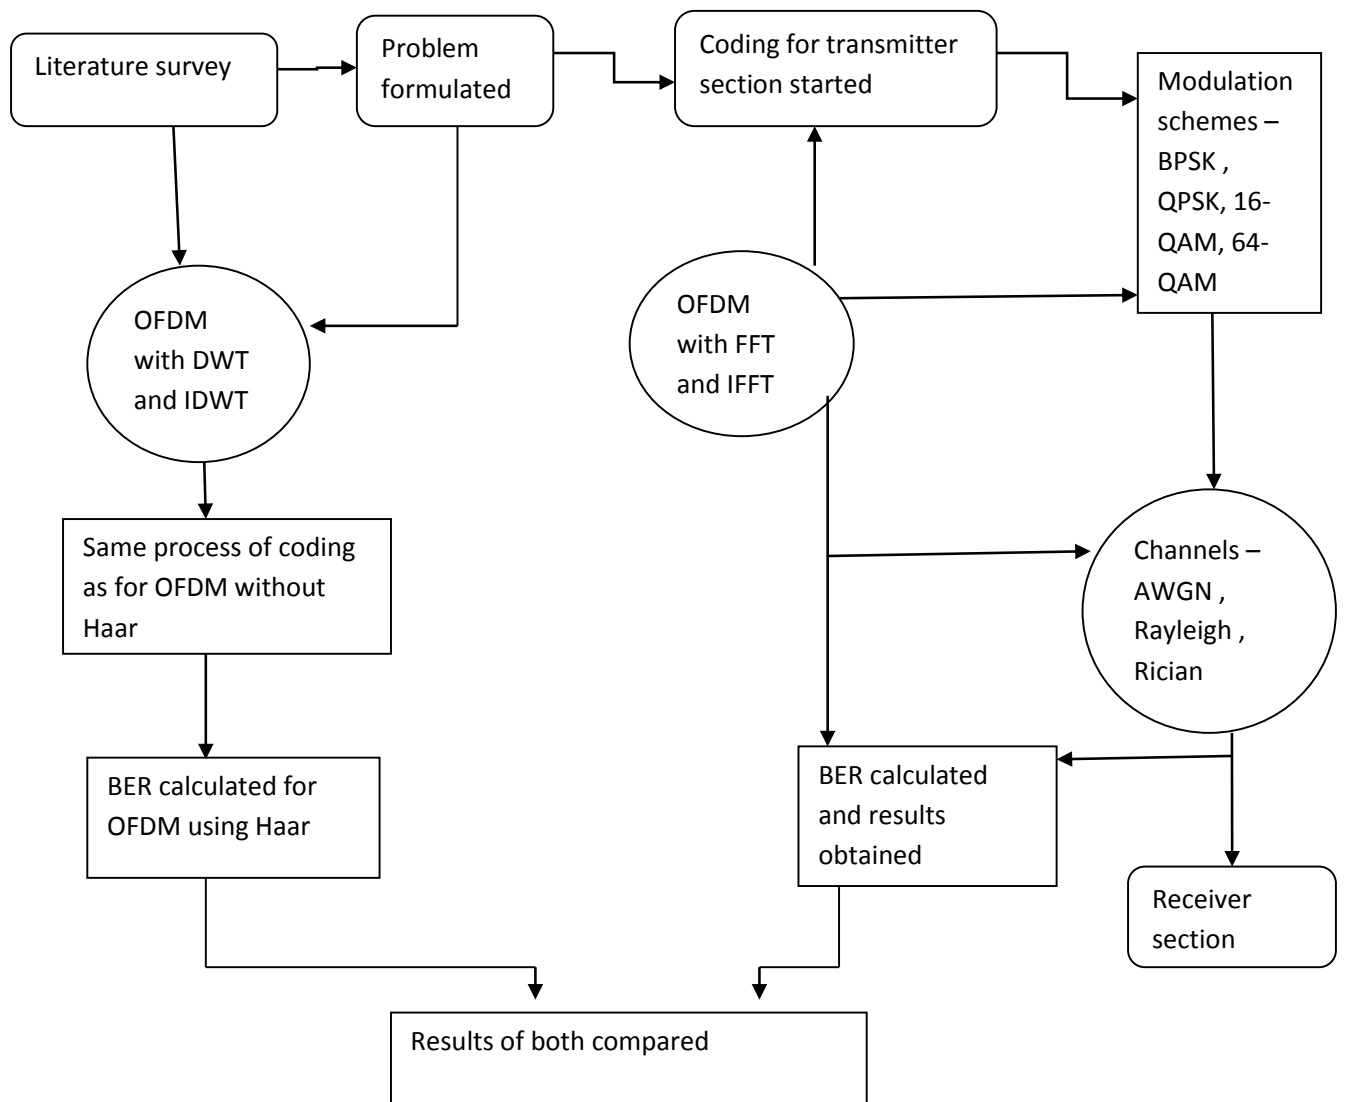 Literature survey
Problem
formulated
Coding for transmitter
section started
Modulation
schemes –
BPSK ,
QPSK, 16-
QAM, 64-
QAM
OFDM
with DWT
and IDWT
OFDM
with FFT
and IFFT
Same process of coding
as for OFDM without
Haar
Channels –
AWGN ,
Rayleigh ,
Rician
BER calculated for
OFDM using Haar
BER calculated
and results
obtained
Receiver
section
Results of both compared